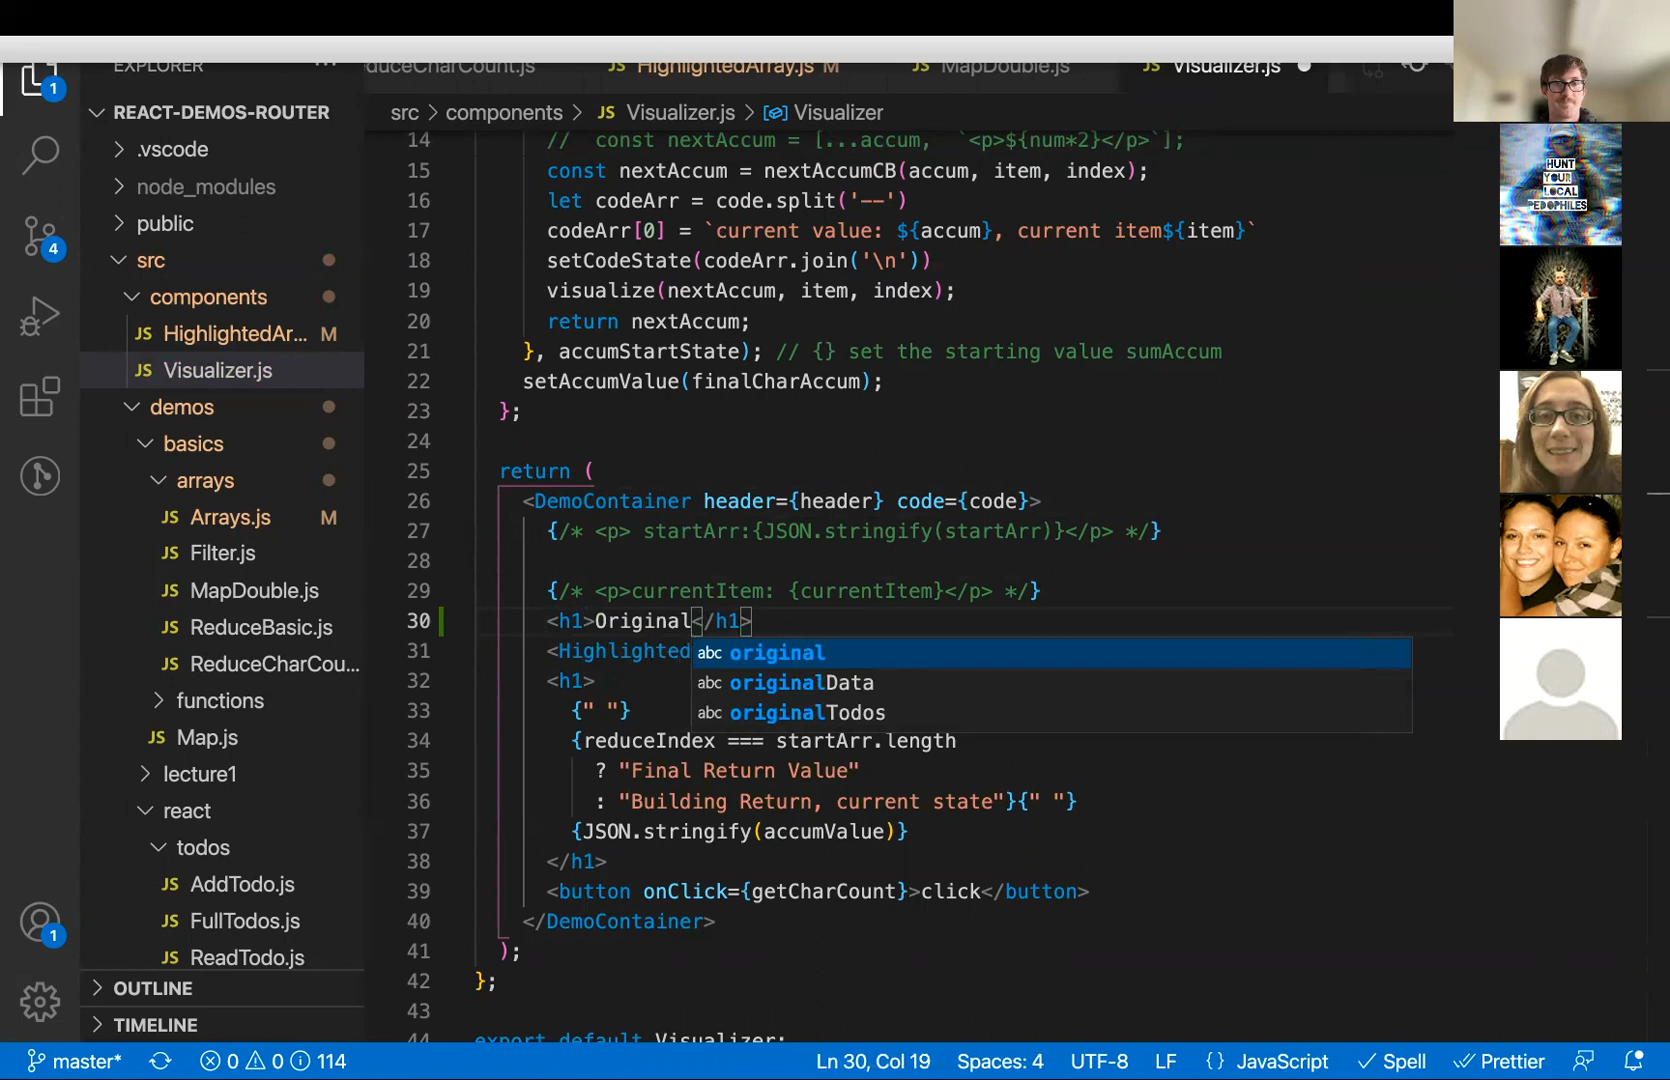 EXPLORER
REACT-DEMOS-ROUTER
.vscode
node_modules
public
src
components
JS HighlightedAr... M
JS Visualizer.js
demos
basics
arrays
JS Arrays.js M
JS Filter.js
JS MapDouble.js
JS ReduceBasic.js
JS ReduceCharCou...
functions
JS Map.js
lecture1
react
todos
JS AddTodo.js
JS FullTodos.js
JS ReadTodo.js
OUTLINE
TIMELINE
1
4
1
educeCharCount.js JS HighlightedArray.js M JS MapDouble.js JS Visualizer.js
src > components > JS Visualizer.js > Visualizer
14 //  const nextAccum = [...accum,  `<p>${num*2}</p>`];
15 const nextAccum = nextAccumCB(accum, item, index);
16 let codeArr = code.split('--')
17 codeArr[0] = `current value: ${accum}, current item${item}`
18 setCodeState(codeArr.join('\n'))
19 visualize(nextAccum, item, index);
20 return nextAccum;
21 }, accumStartState); // {} set the starting value sumAccum
22 setAccumValue(finalCharAccum);
23 };
24
25 return (
26 <DemoContainer header={header} code={code}>
27 {/* <p> startArr:{JSON.stringify(startArr)}</p> */}
28
29 {/* <p>currentItem: {currentItem}</p> */}
30 <h1>Original</h1>
31 <Highlighted
abc original
abc originalData
abc originalTodos
32 <h1>
33 {" "}
34 {reduceIndex === startArr.length
35 ? "Final Return Value"
36 : "Building Return, current state"}{" "}
37 {JSON.stringify(accumValue)}
38 </h1>
39 <button onClick={getCharCount}>click</button>
40 </DemoContainer>
41 );
42 };
43
44 export default Visualizer;
master* 0 0 114 Ln 30, Col 19 Spaces: 4 UTF-8 LF {} JavaScript Spell Prettier
HUNT
YOUR
LOCAL
PEDOPHILES